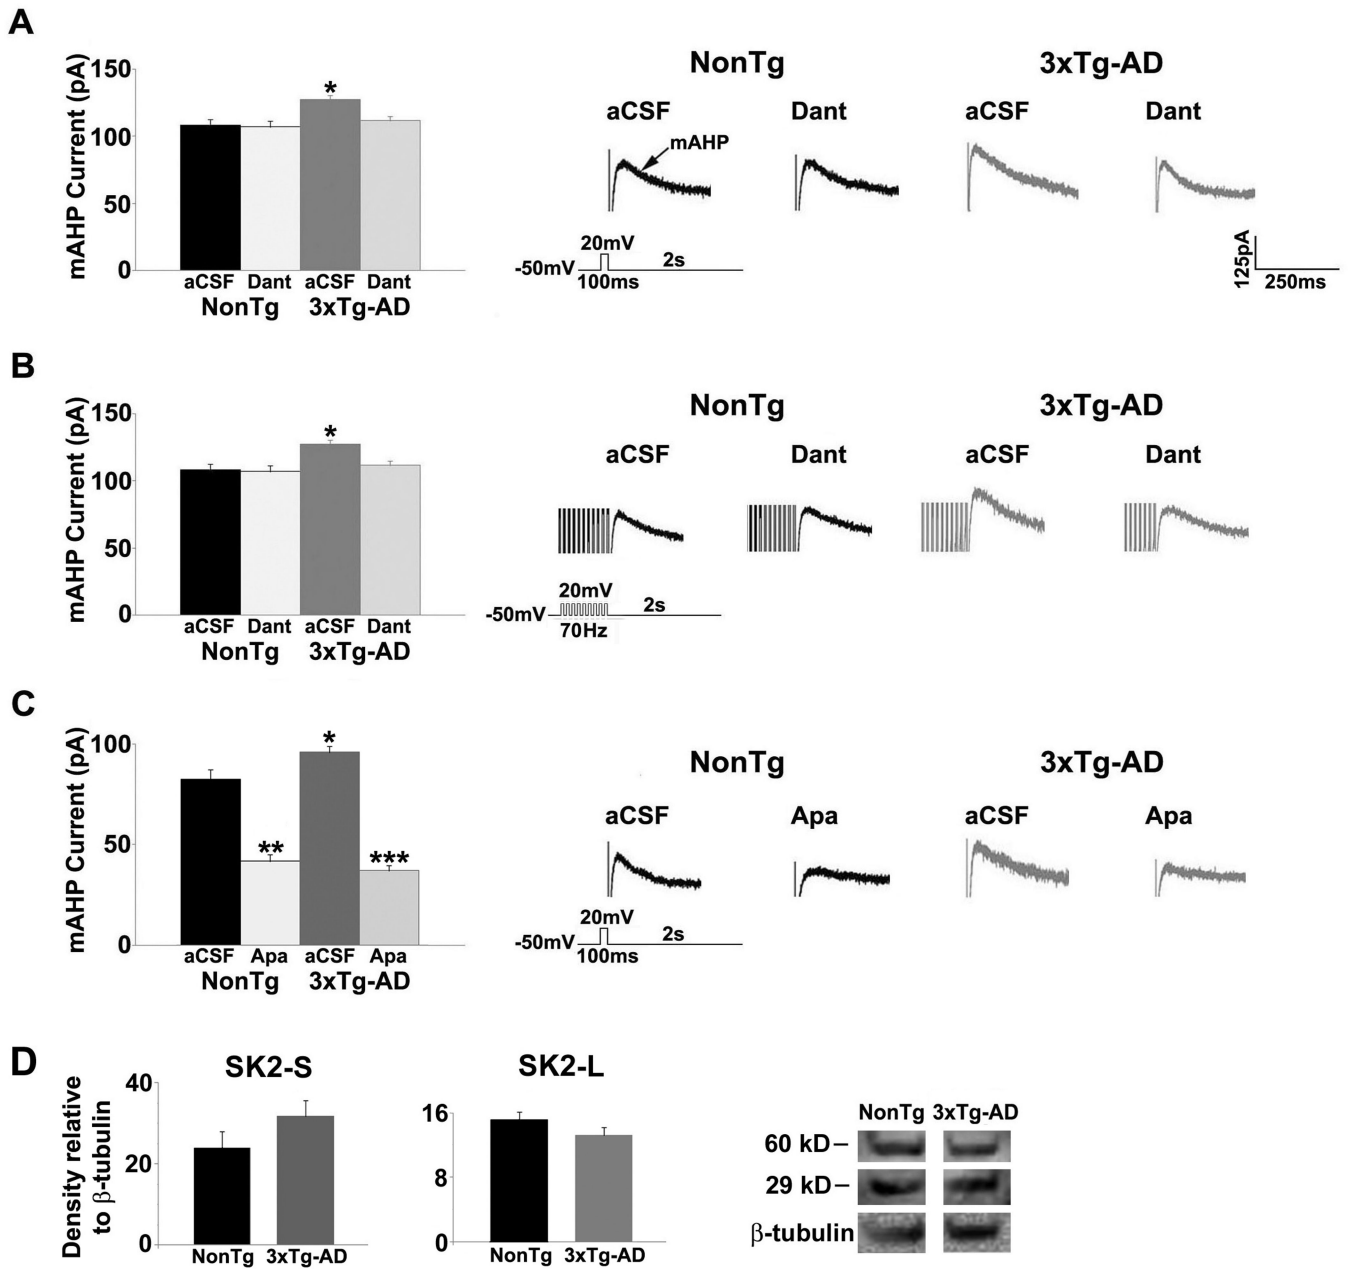 A
mAHP Current (pA)
150
100
50
0
*
aCSF Dant aCSF Dant
NonTg 3xTg-AD
NonTg 3xTg-AD
aCSF Dant aCSF Dant
mAHP
20mV
-50mV 2s
100ms
125pA
250ms
B
mAHP Current (pA)
150
100
50
0
*
aCSF Dant aCSF Dant
NonTg 3xTg-AD
NonTg 3xTg-AD
aCSF Dant aCSF Dant
20mV
-50mV 2s
70Hz
C
mAHP Current (pA)
100
50
0
** * ***
aCSF Apa aCSF Apa
NonTg 3xTg-AD
NonTg 3xTg-AD
aCSF Apa aCSF Apa
20mV
-50mV 2s
100ms
D
Density relative
to β-tubulin
SK2-S
40
20
0
NonTg 3xTg-AD
SK2-L
16
8
0
NonTg 3xTg-AD
NonTg 3xTg-AD
60 kD–
29 kD–
β-tubulin